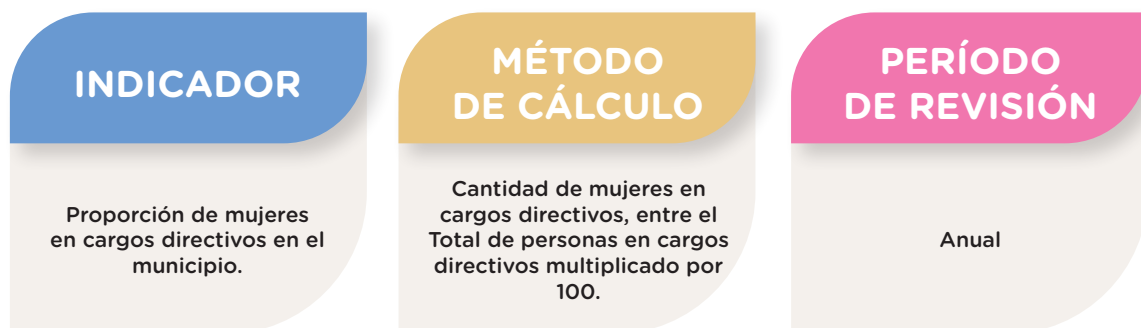 INDICADOR
Proporción de mujeres
en cargos directivos en el
municipio.
MÉTODO
DE CÁLCULO
Cantidad de mujeres en
cargos directivos, entre el
Total de personas en cargos
directivos multiplicado por
100.
PERÍODO
DE REVISIÓN
Anual